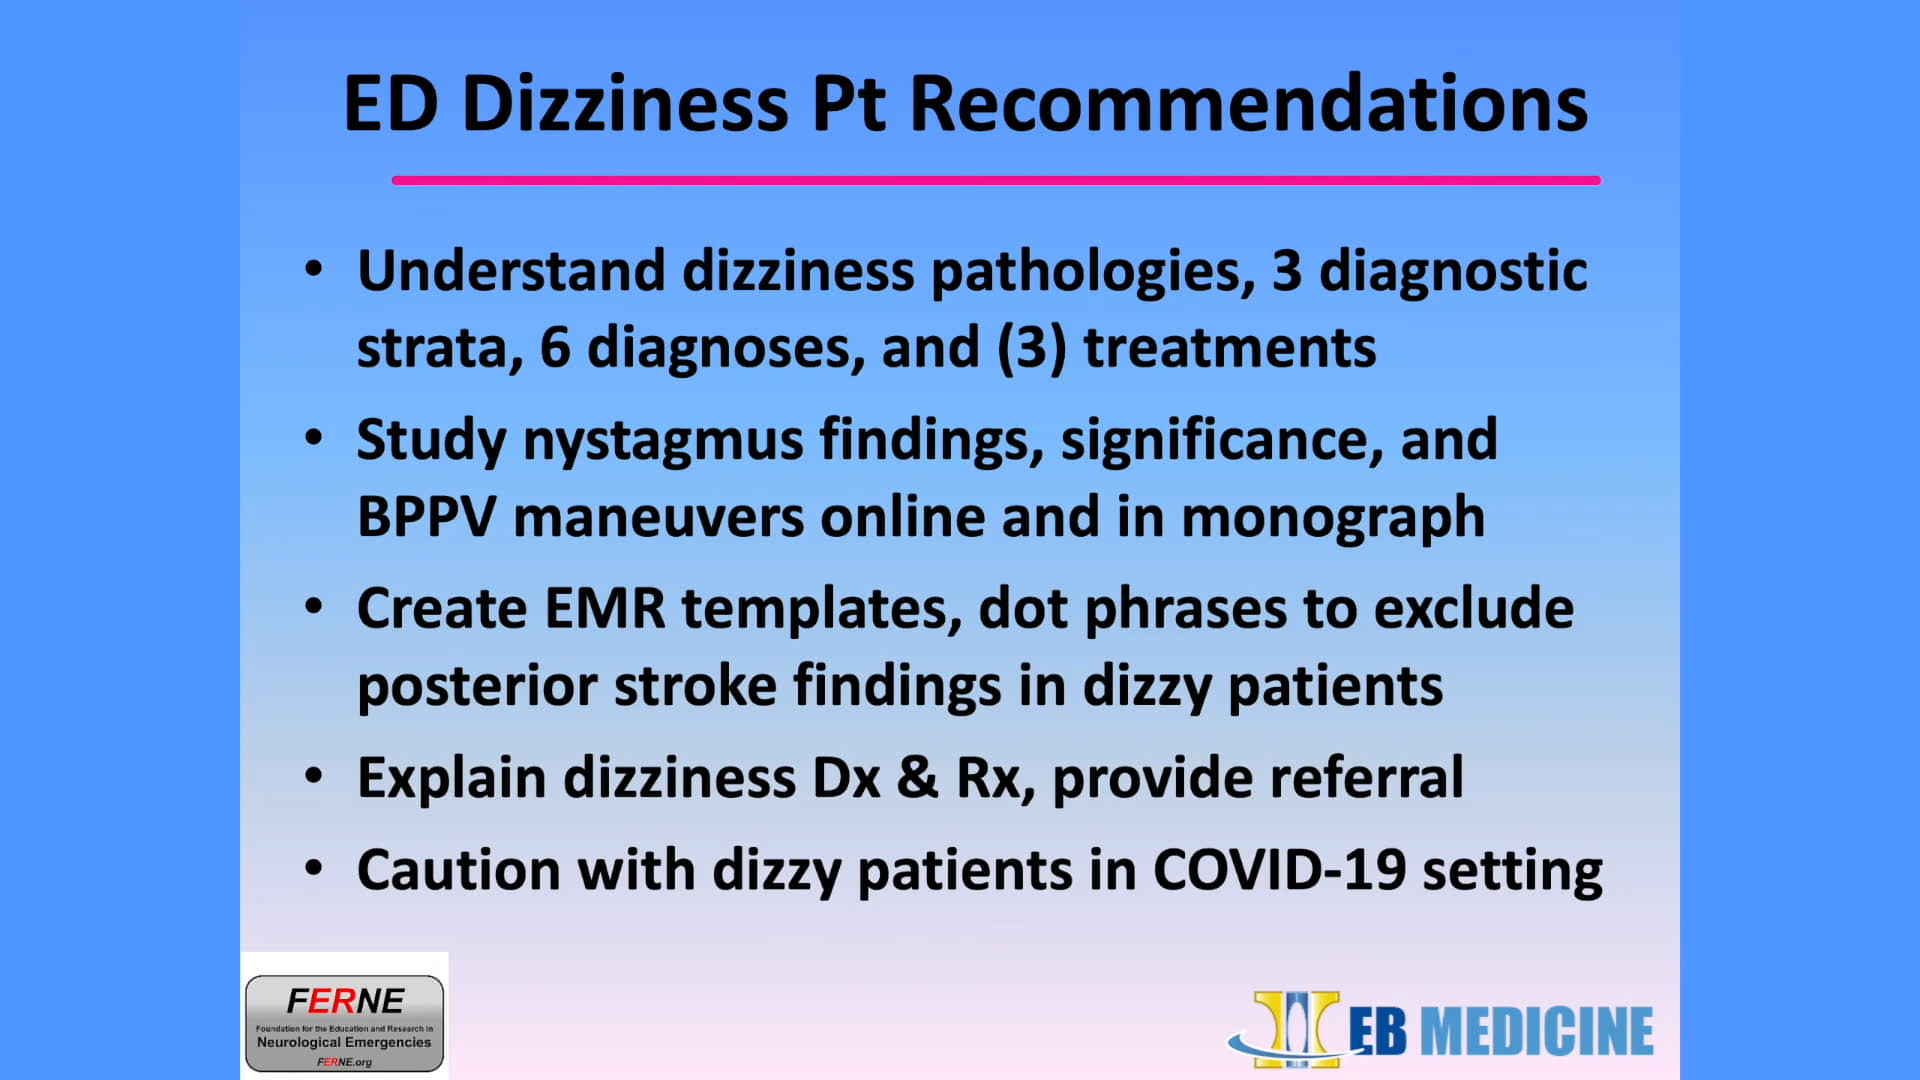 ED Dizziness Pt Recommendations
• Understand dizziness pathologies, 3 diagnostic
strata, 6 diagnoses, and (3) treatments
• Study nystagmus findings, significance, and
BPPV maneuvers online and in monograph
• Create EMR templates, dot phrases to exclude
posterior stroke findings in dizzy patients
• Explain dizziness Dx & Rx, provide referral
• Caution with dizzy patients in COVID-19 setting
FERNE
Foundation for the Education and Research in
Neurological Emergencies
FERNE.org
EB MEDICINE